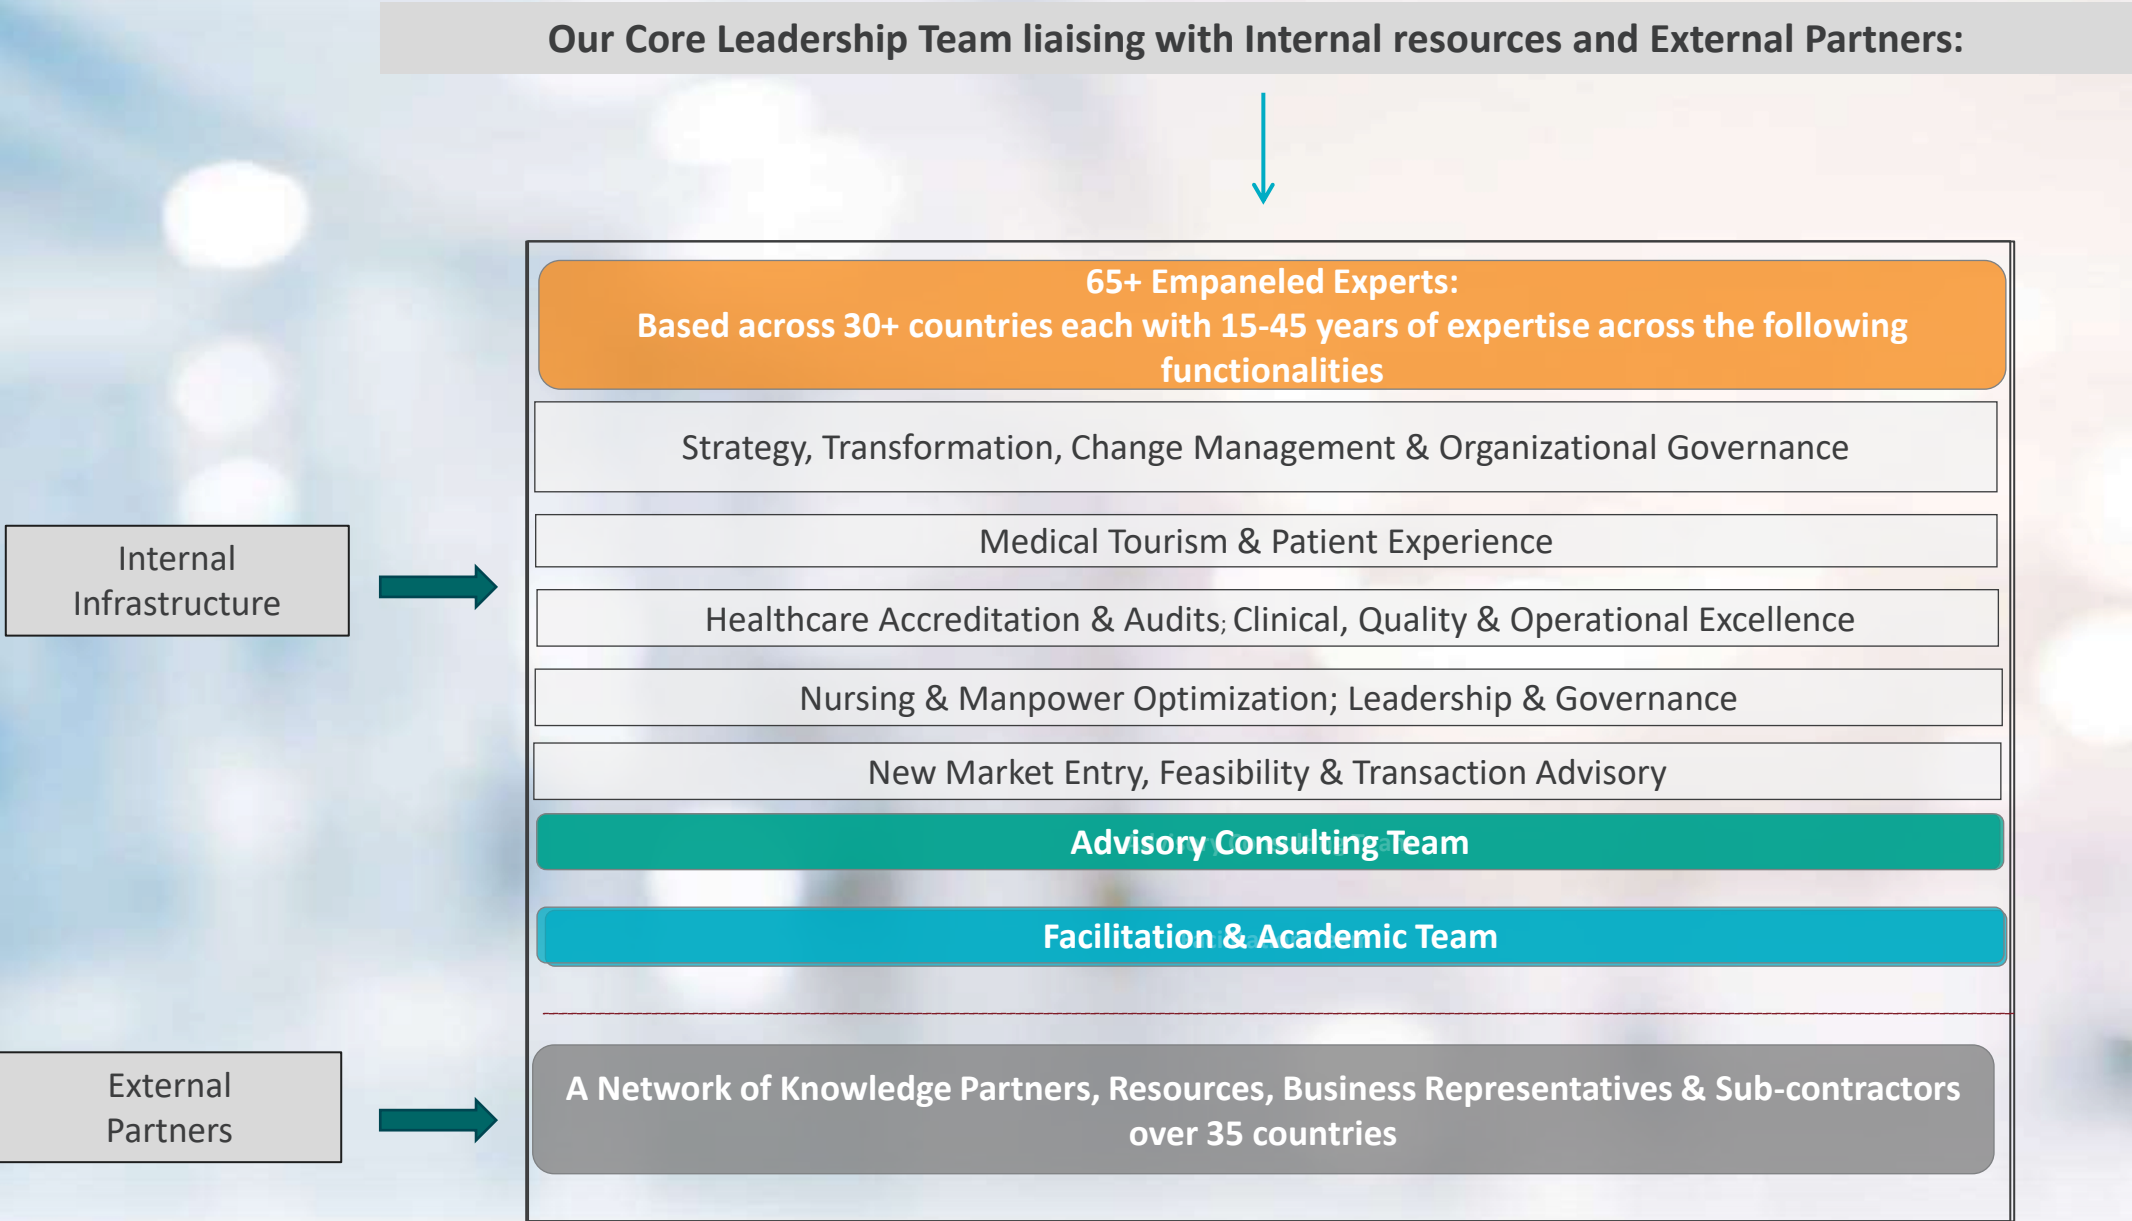 Our Core Leadership Team liaising with Internal resources and External Partners:
65+ Empaneled Experts:
Based across 30+ countries each with 15-45 years of expertise across the following
functionalities
Strategy, Transformation, Change Management & Organizational Governance
Medical Tourism & Patient Experience
Internal
Infrastructure
Healthcare Accreditation & Audits; Clinical, Quality & Operational Excellence
Nursing & Manpower Optimization; Leadership & Governance
New Market Entry, Feasibility & Transaction Advisory
Advisory Consulting Team
Facilitation & Academic Team
External
Partners
A Network of Knowledge Partners, Resources, Business Representatives & Sub-contractors
over 35 countries